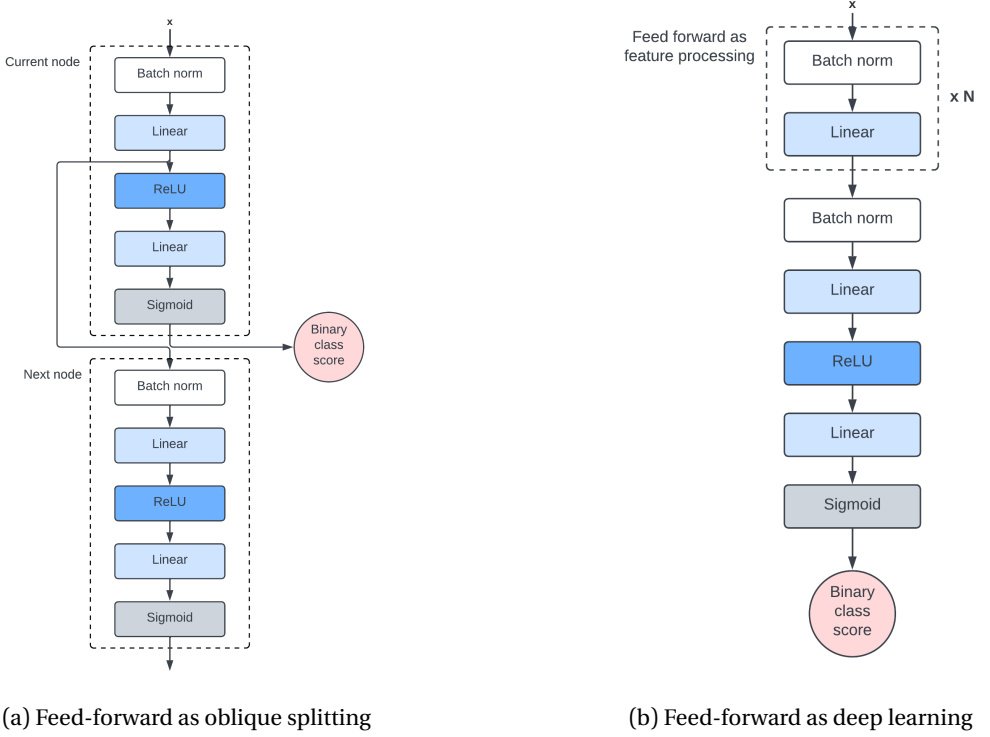 x
Current node
Batch norm
Linear
ReLU
Linear
Sigmoid
Binary
class
score
Next node
Batch norm
Linear
ReLU
Linear
Sigmoid
(a) Feed-forward as oblique splitting
x
Feed forward as
feature processing
Batch norm
Linear
x N
Batch norm
Linear
ReLU
Linear
Sigmoid
Binary
class
score
(b) Feed-forward as deep learning